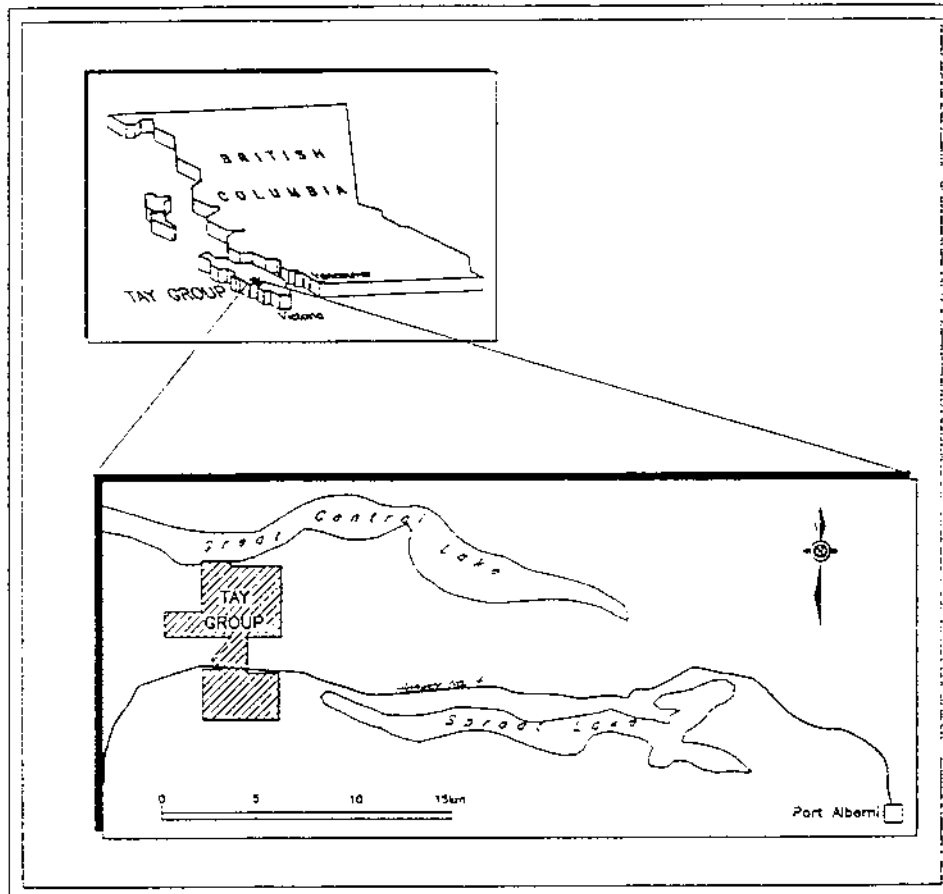 BRITISH
COLUMBIA
Vancouver
TAY GROUP
Victoria
Great Central
Lake
TAY
GROUP
Sproat Lake
0 5 10 15km
Port Alberni